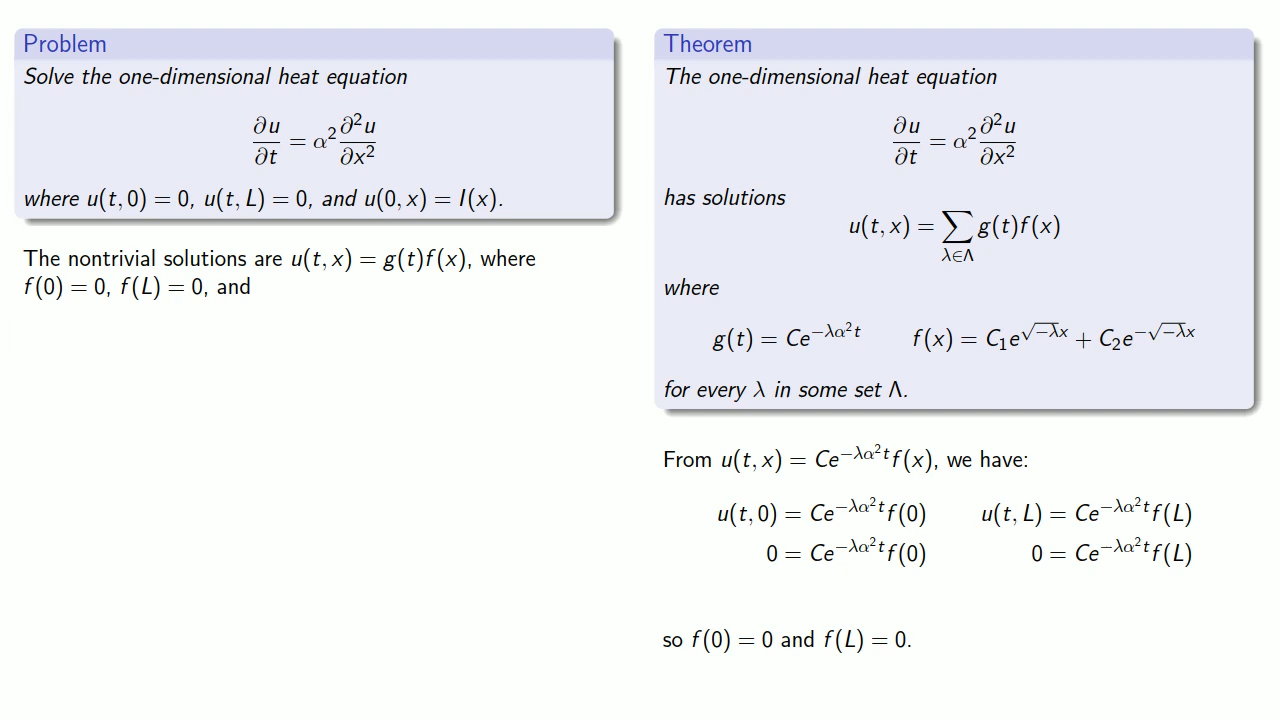 Problem
Solve the one-dimensional heat equation
∂u/∂t = α² ∂²u/∂x²
where u(t, 0) = 0, u(t, L) = 0, and u(0, x) = I(x).
The nontrivial solutions are u(t, x) = g(t)f(x), where
f(0) = 0, f(L) = 0, and
Theorem
The one-dimensional heat equation
∂u/∂t = α² ∂²u/∂x²
has solutions
u(t, x) = ∑_{λ∈Λ} g(t)f(x)
where
g(t) = Ce^{−λα²t} f(x) = C₁e^{√−λx} + C₂e^{−√−λx}
for every λ in some set Λ.
From u(t, x) = Ce^{−λα²t}f(x), we have:
u(t, 0) = Ce^{−λα²t}f(0) u(t, L) = Ce^{−λα²t}f(L)
0 = Ce^{−λα²t}f(0) 0 = Ce^{−λα²t}f(L)
so f(0) = 0 and f(L) = 0.